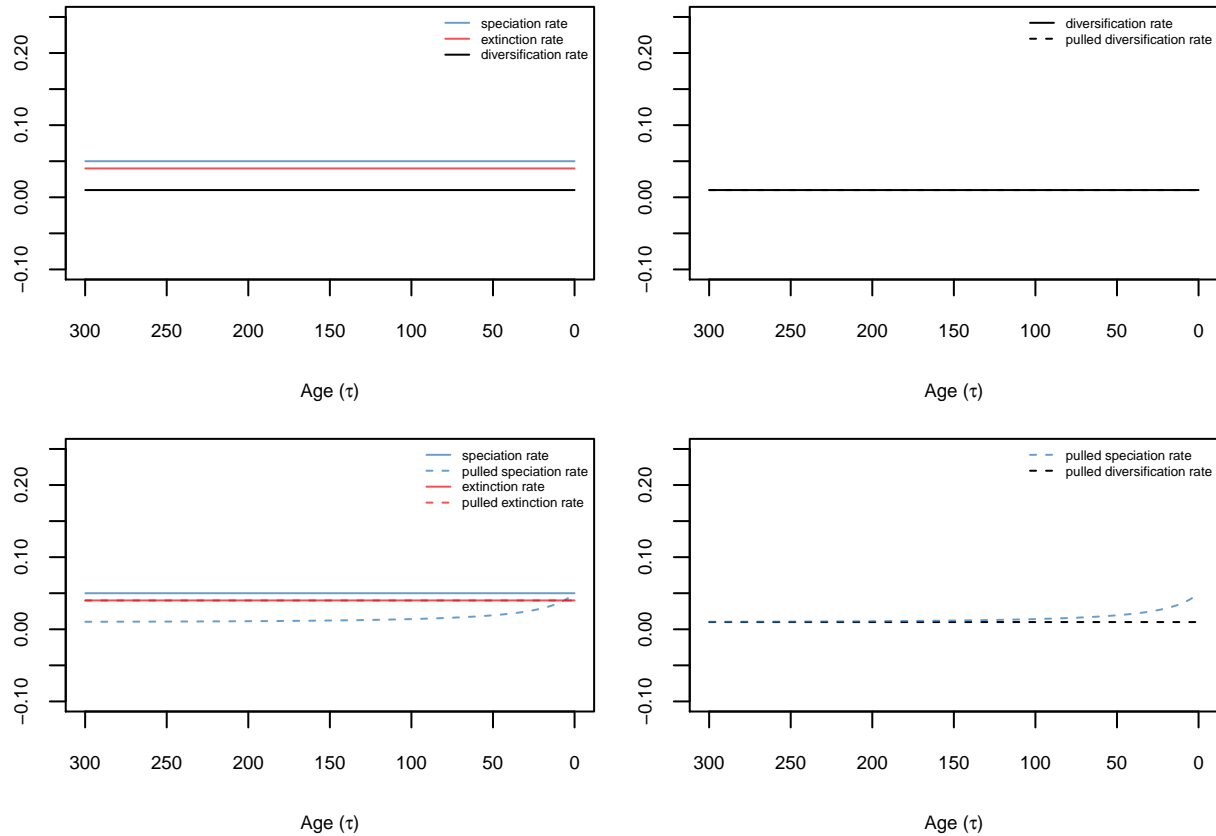 speciation rate
extinction rate
diversification rate
0.20
0.10
0.00
−0.10
300 250 200 150 100 50 0
Age (τ)
diversification rate
pulled diversification rate
0.20
0.10
0.00
−0.10
300 250 200 150 100 50 0
Age (τ)
speciation rate
pulled speciation rate
extinction rate
pulled extinction rate
0.20
0.10
0.00
−0.10
300 250 200 150 100 50 0
Age (τ)
pulled speciation rate
pulled diversification rate
0.20
0.10
0.00
−0.10
300 250 200 150 100 50 0
Age (τ)